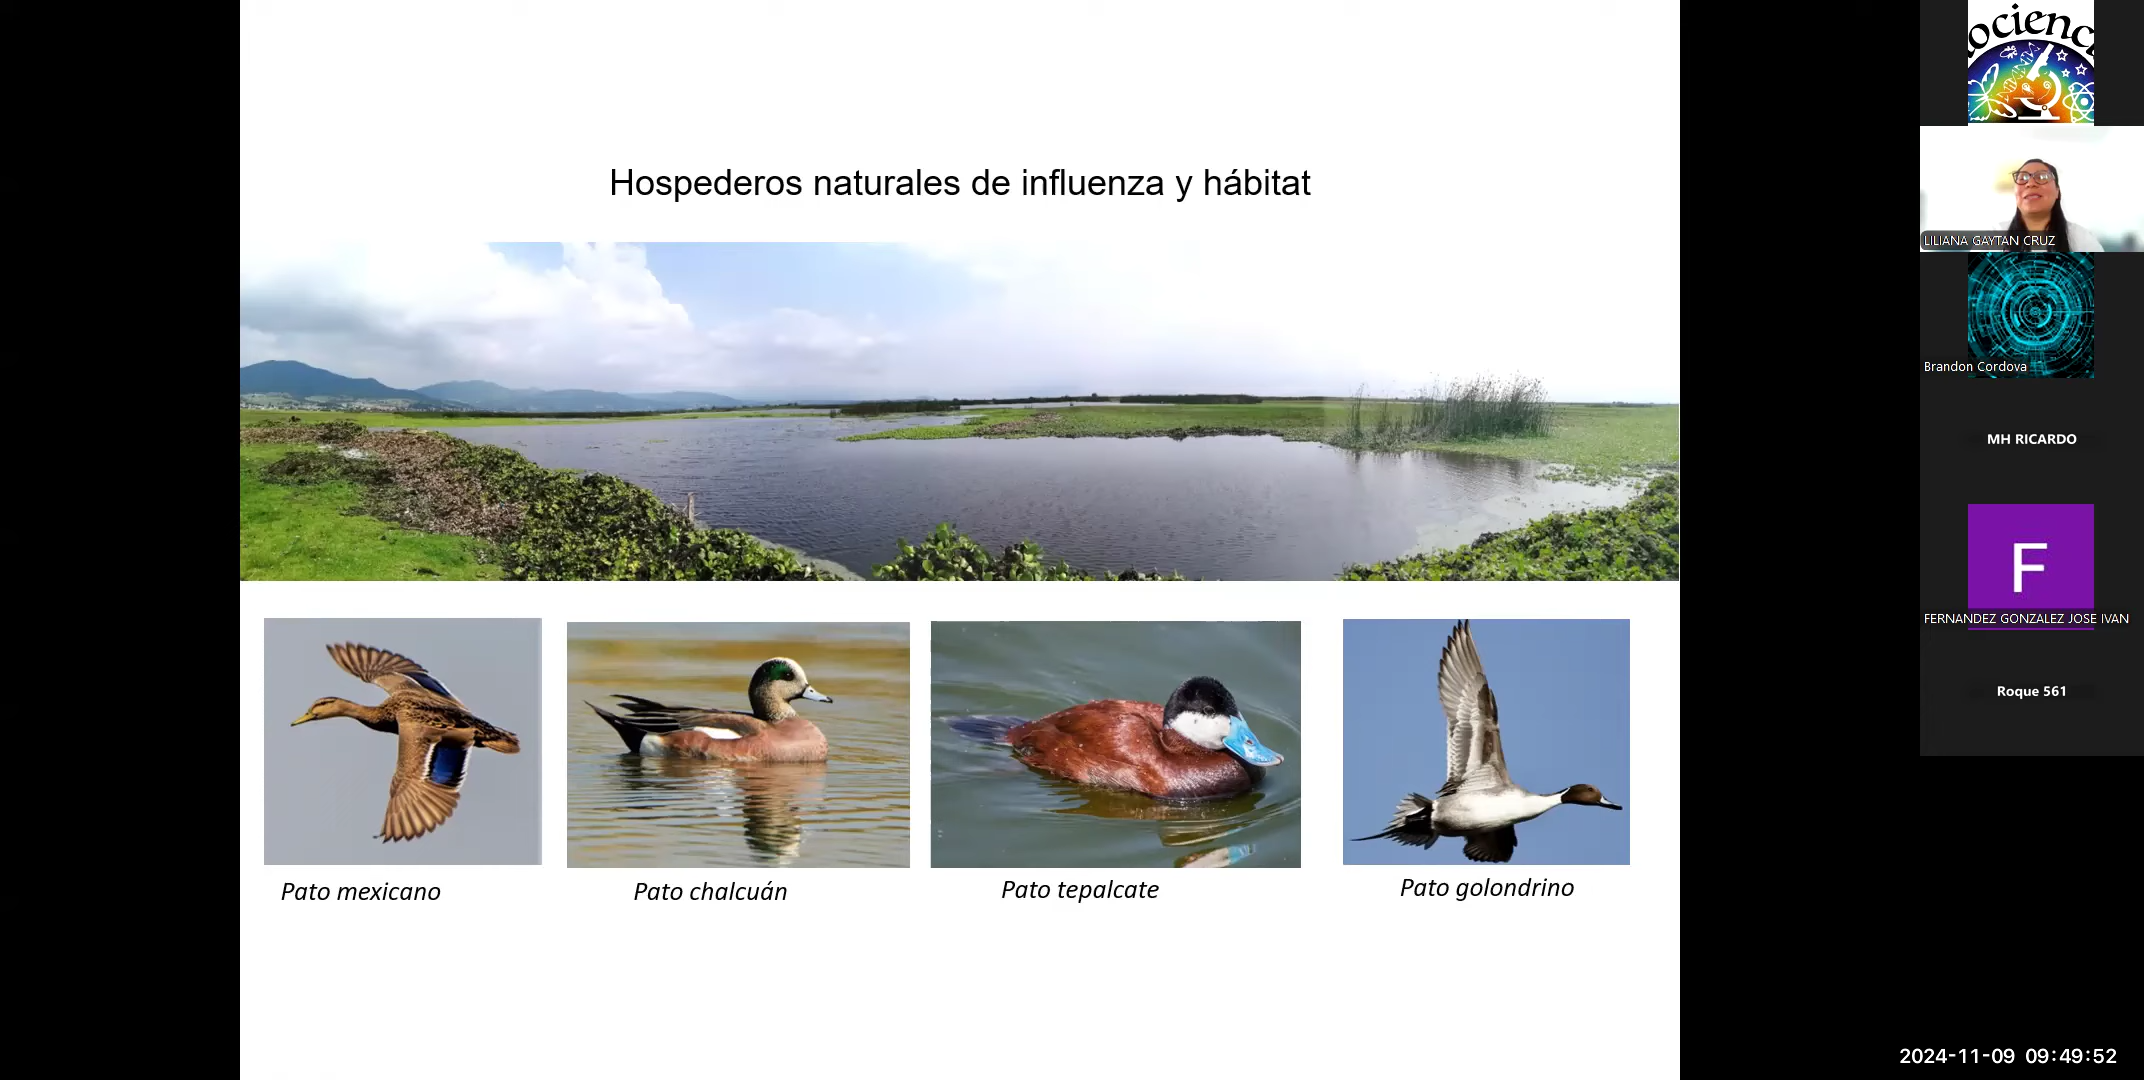 Hospederos naturales de influenza y hábitat
Pato mexicano
Pato chalcuán
Pato tepalcate
Pato golondrino
ocienc
LILIANA GAYTAN CRUZ
Brandon Cordova
MH RICARDO
F
FERNANDEZ GONZALEZ JOSE IVAN
Roque 561
2024-11-09 09:49:52